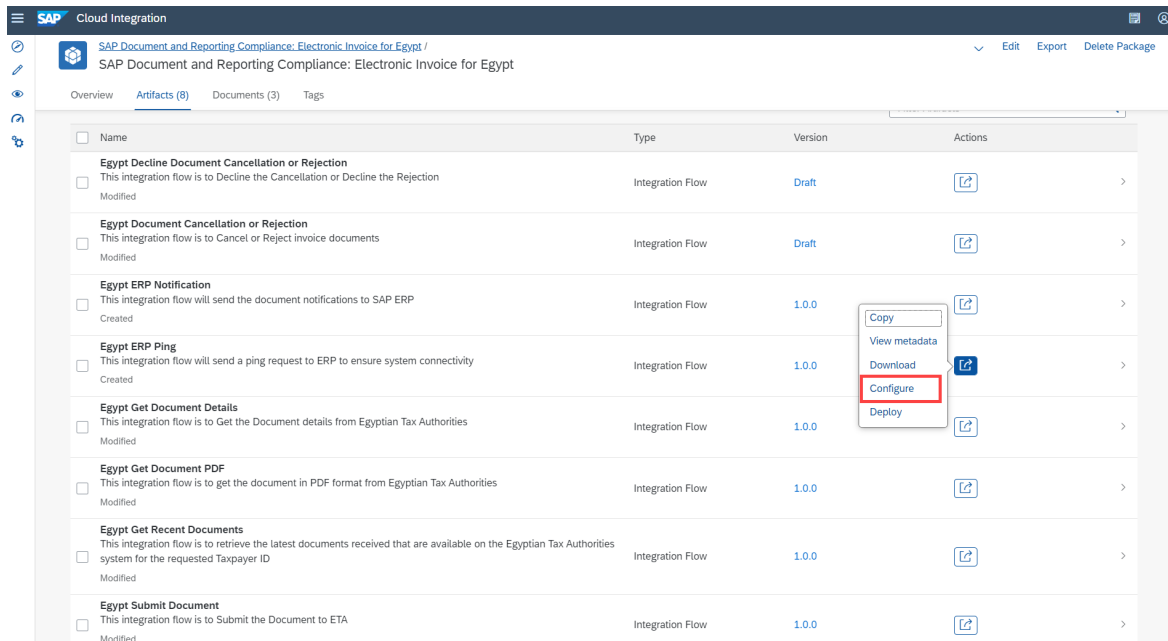 SAP Cloud Integration
SAP Document and Reporting Compliance: Electronic Invoice for Egypt /
Edit Export Delete Package
SAP Document and Reporting Compliance: Electronic Invoice for Egypt
Overview Artifacts (8) Documents (3) Tags
Name Type Version Actions
Egypt Decline Document Cancellation or Rejection
This integration flow is to Decline the Cancellation or Decline the Rejection
Integration Flow Draft
Modified
Egypt Document Cancellation or Rejection
This integration flow is to Cancel or Reject invoice documents
Integration Flow Draft
Modified
Egypt ERP Notification
This integration flow will send the document notifications to SAP ERP
Integration Flow 1.0.0
Created
Egypt ERP Ping
This integration flow will send a ping request to ERP to ensure system connectivity
Integration Flow 1.0.0
Created
Copy
View metadata
Download
Configure
Deploy
Egypt Get Document Details
This integration flow is to Get the Document details from Egyptian Tax Authorities
Integration Flow 1.0.0
Modified
Egypt Get Document PDF
This integration flow is to get the document in PDF format from Egyptian Tax Authorities
Integration Flow 1.0.0
Modified
Egypt Get Recent Documents
This integration flow is to retrieve the latest documents received that are available on the Egyptian Tax Authorities
system for the requested Taxpayer ID
Integration Flow 1.0.0
Modified
Egypt Submit Document
This integration flow is to Submit the Document to ETA
Integration Flow 1.0.0
Modified